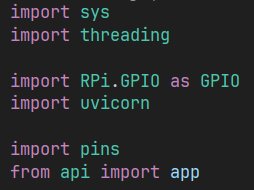 import sys
import threading
import RPi.GPIO as GPIO
import uvicorn
import pins
from api import app